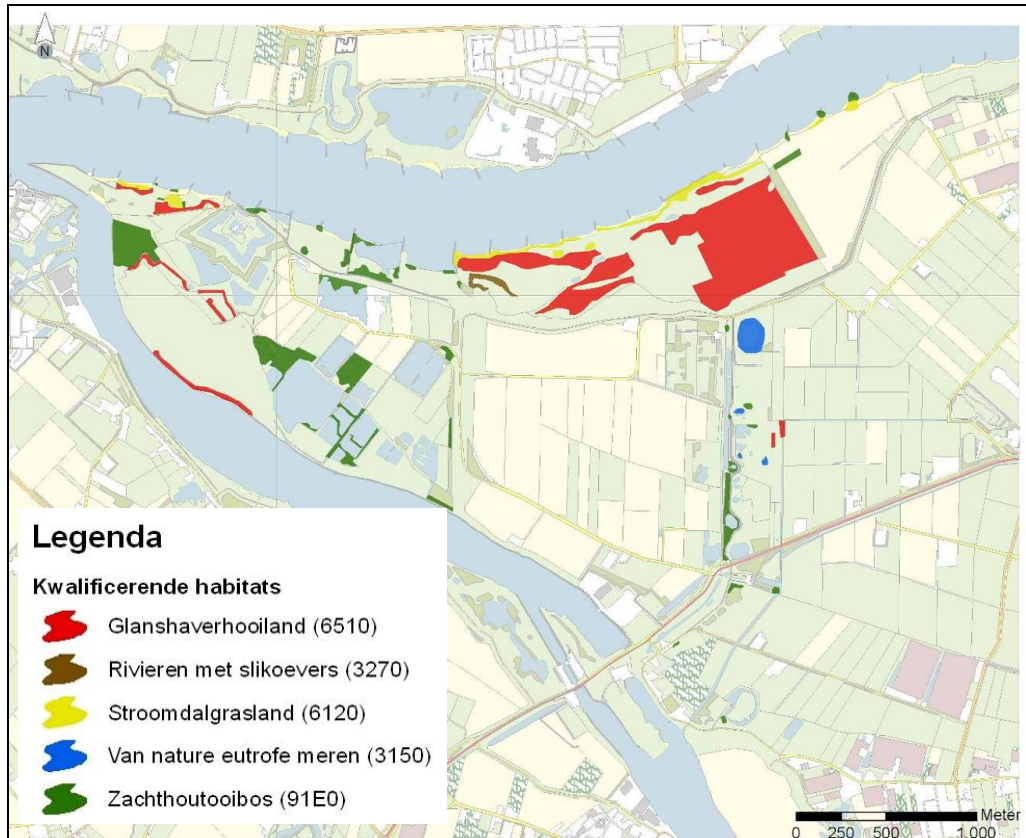 N
Legenda
Kwalificerende habitats
Glanshaverhooiland (6510)
Rivieren met slikoevers (3270)
Stroomdalgrasland (6120)
Van nature eutrofe meren (3150)
Zachthoutooibos (91E0)
Meter
0 250 500 1.000